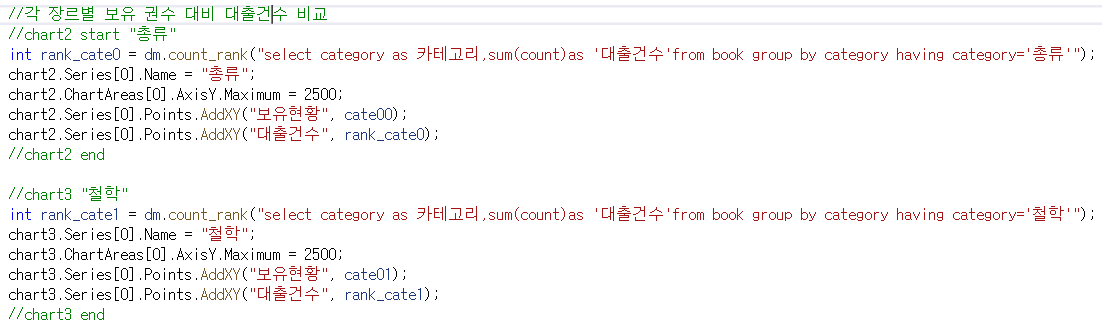 //각 장르별 보유 권수 대비 대출건수 비교
//chart2 start "총류"
int rank_cate0 = dm.count_rank("select category as 카테고리,sum(count)as '대출건수'from book group by category having category='총류'");
chart2.Series[0].Name = "총류";
chart2.ChartAreas[0].AxisY.Maximum = 2500;
chart2.Series[0].Points.AddXY("보유현황", cate00);
chart2.Series[0].Points.AddXY("대출건수", rank_cate0);
//chart2 end
//chart3 "철학"
int rank_cate1 = dm.count_rank("select category as 카테고리,sum(count)as '대출건수'from book group by category having category='철학'");
chart3.Series[0].Name = "철학";
chart3.ChartAreas[0].AxisY.Maximum = 2500;
chart3.Series[0].Points.AddXY("보유현황", cate01);
chart3.Series[0].Points.AddXY("대출건수", rank_cate1);
//chart3 end